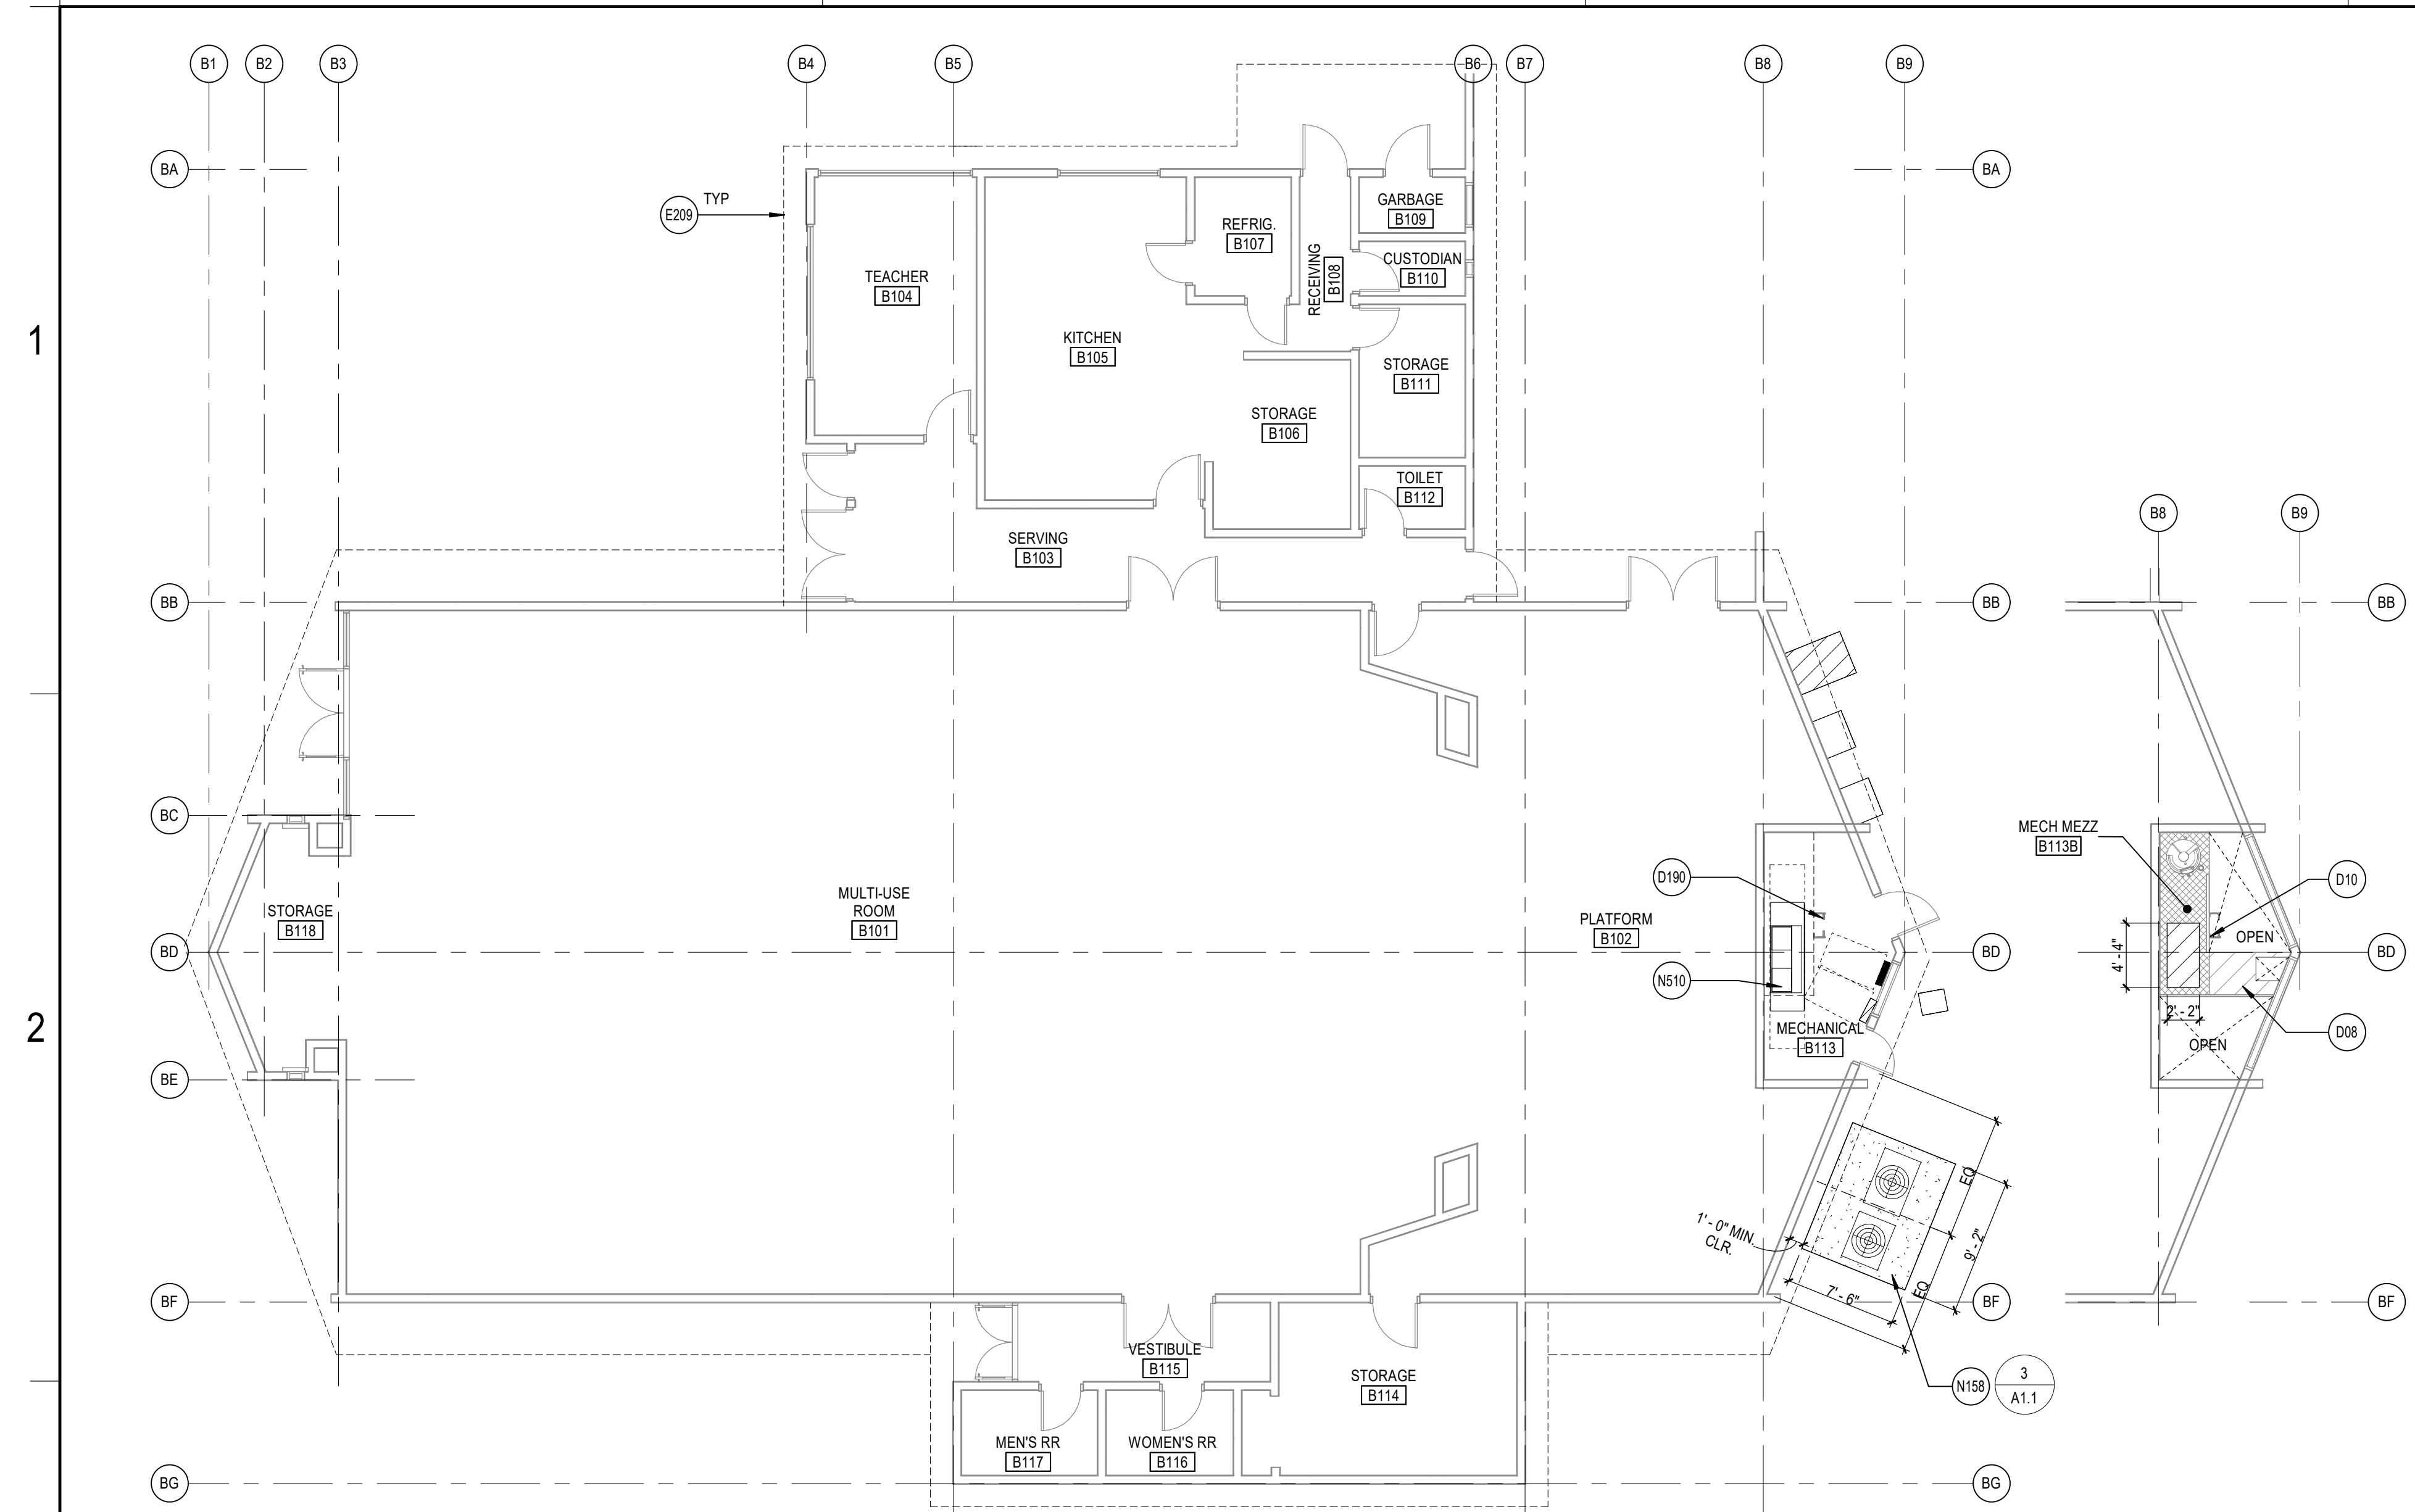 B1
B2
B3
B4
B5
B6
B7
B8
B9
BA
BA
E209
TYP
GARBAGE
B109
REFRIG.
B107
RECEIVING
B108
CUSTODIAN
B110
TEACHER
B104
1
KITCHEN
B105
STORAGE
B111
STORAGE
B106
TOILET
B112
B8
B9
SERVING
B103
BB
BB
BB
BC
MECH MEZZ
B113B
D190
D10
MULTI-USE
ROOM
B101
STORAGE
B118
PLATFORM
B102
OPEN
BD
BD
BD
4' - 4"
N510
2' - 2"
2
MECHANICAL
B113
D08
OPEN
BE
EQ
1' - 0" MIN.
CLR.
9' - 2"
EQ
7' - 6"
BF
BF
BF
VESTIBULE
B115
STORAGE
B114
N158
3
A1.1
MEN'S RR
B117
WOMEN'S RR
B116
BG
BG